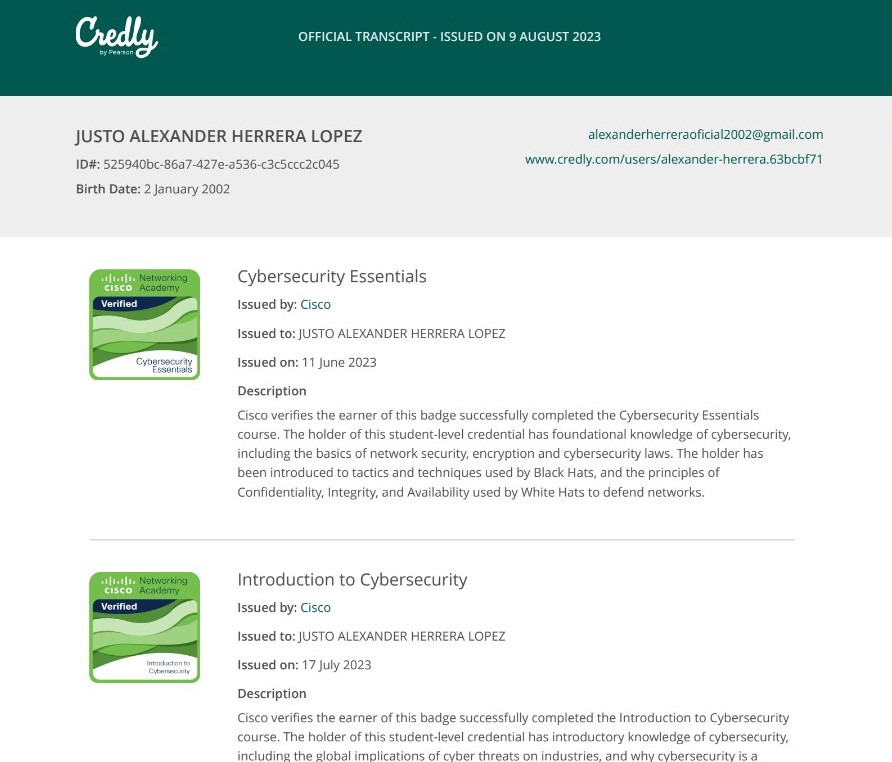 Credly
by Pearson
OFFICIAL TRANSCRIPT - ISSUED ON 9 AUGUST 2023
JUSTO ALEXANDER HERRERA LOPEZ
alexanderherreraoficial2002@gmail.com
ID#: 525940bc-86a7-427e-a536-c3c5ccc2c045
www.credly.com/users/alexander-herrera.63bcbf71
Birth Date: 2 January 2002
CISCO
Networking
Academy
Verified
Cybersecurity
Essentials
Cybersecurity Essentials
Issued by: Cisco
Issued to: JUSTO ALEXANDER HERRERA LOPEZ
Issued on: 11 June 2023
Description
Cisco verifies the earner of this badge successfully completed the Cybersecurity Essentials
course. The holder of this student-level credential has foundational knowledge of cybersecurity,
including the basics of network security, encryption and cybersecurity laws. The holder has
been introduced to tactics and techniques used by Black Hats, and the principles of
Confidentiality, Integrity, and Availability used by White Hats to defend networks.
CISCO
Networking
Academy
Verified
Introduction to
Cybersecurity
Introduction to Cybersecurity
Issued by: Cisco
Issued to: JUSTO ALEXANDER HERRERA LOPEZ
Issued on: 17 July 2023
Description
Cisco verifies the earner of this badge successfully completed the Introduction to Cybersecurity
course. The holder of this student-level credential has introductory knowledge of cybersecurity,
including the global implications of cyber threats on industries, and why cybersecurity is a